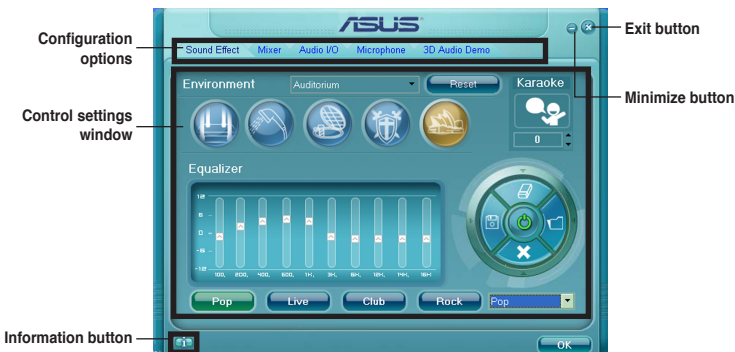 ASUS
Exit button
Configuration options
Sound Effect Mixer Audio I/O Microphone 3D Audio Demo
Minimize button
Control settings window
Environment Auditorium Reset Karaoke
0
Equalizer
12
6
0
-6
-12
100, 200, 400, 600, 1K, 3K, 6K, 12K, 14K, 16K
Pop Live Club Rock Pop
Information button
i
OK